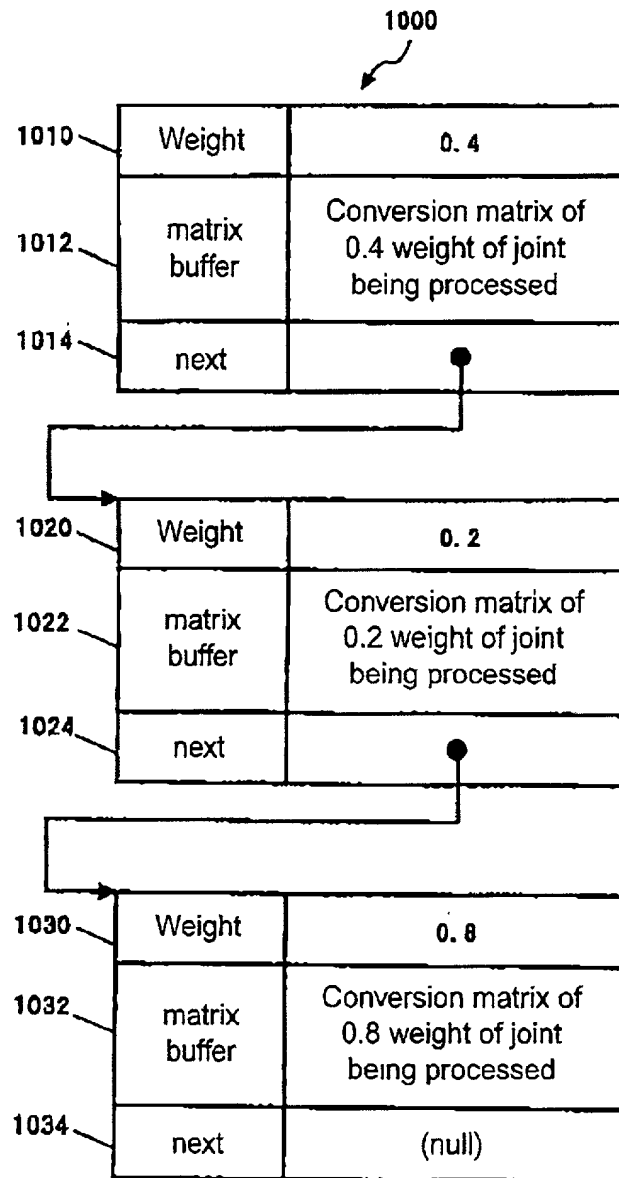 1000
1010 Weight 0.4
1012 matrix buffer Conversion matrix of 0.4 weight of joint being processed
1014 next
1020 Weight 0.2
1022 matrix buffer Conversion matrix of 0.2 weight of joint being processed
1024 next
1030 Weight 0.8
1032 matrix buffer Conversion matrix of 0.8 weight of joint being processed
1034 next (null)